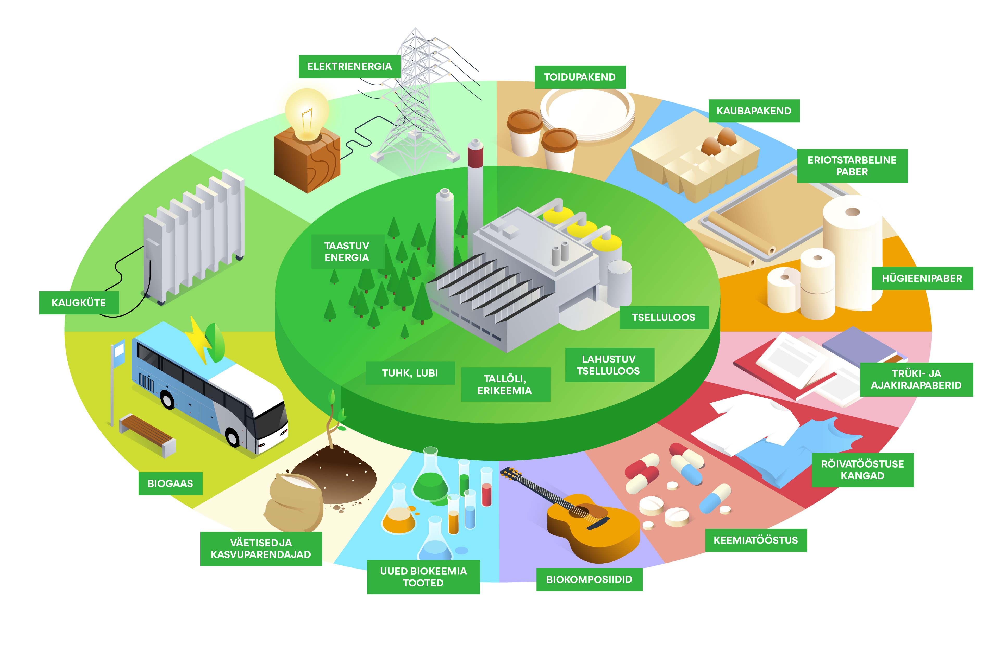 ELEKTRIENERGIA
TOIDUPAKEND
KAUBAPAKEND
ERIOTSTARBELINE
PABER
HÜGIEENIPABER
TRÜKI- JA
AJAKIRJAPABERID
RÕIVATÖÖSTUSE
KANGAD
KEEMIATÖÖSTUS
BIOKOMPOSIIDID
UUED BIOKEEMIA
TOOTED
VÄETISED JA
KASVUPARENDAJAD
BIOGAAS
KAUGKÜTE
TAASTUV
ENERGIA
TSELLULOOS
LAHUSTUV
TSELLULOOS
TALLÕLI,
ERIKEEMIA
TUHK, LUBI